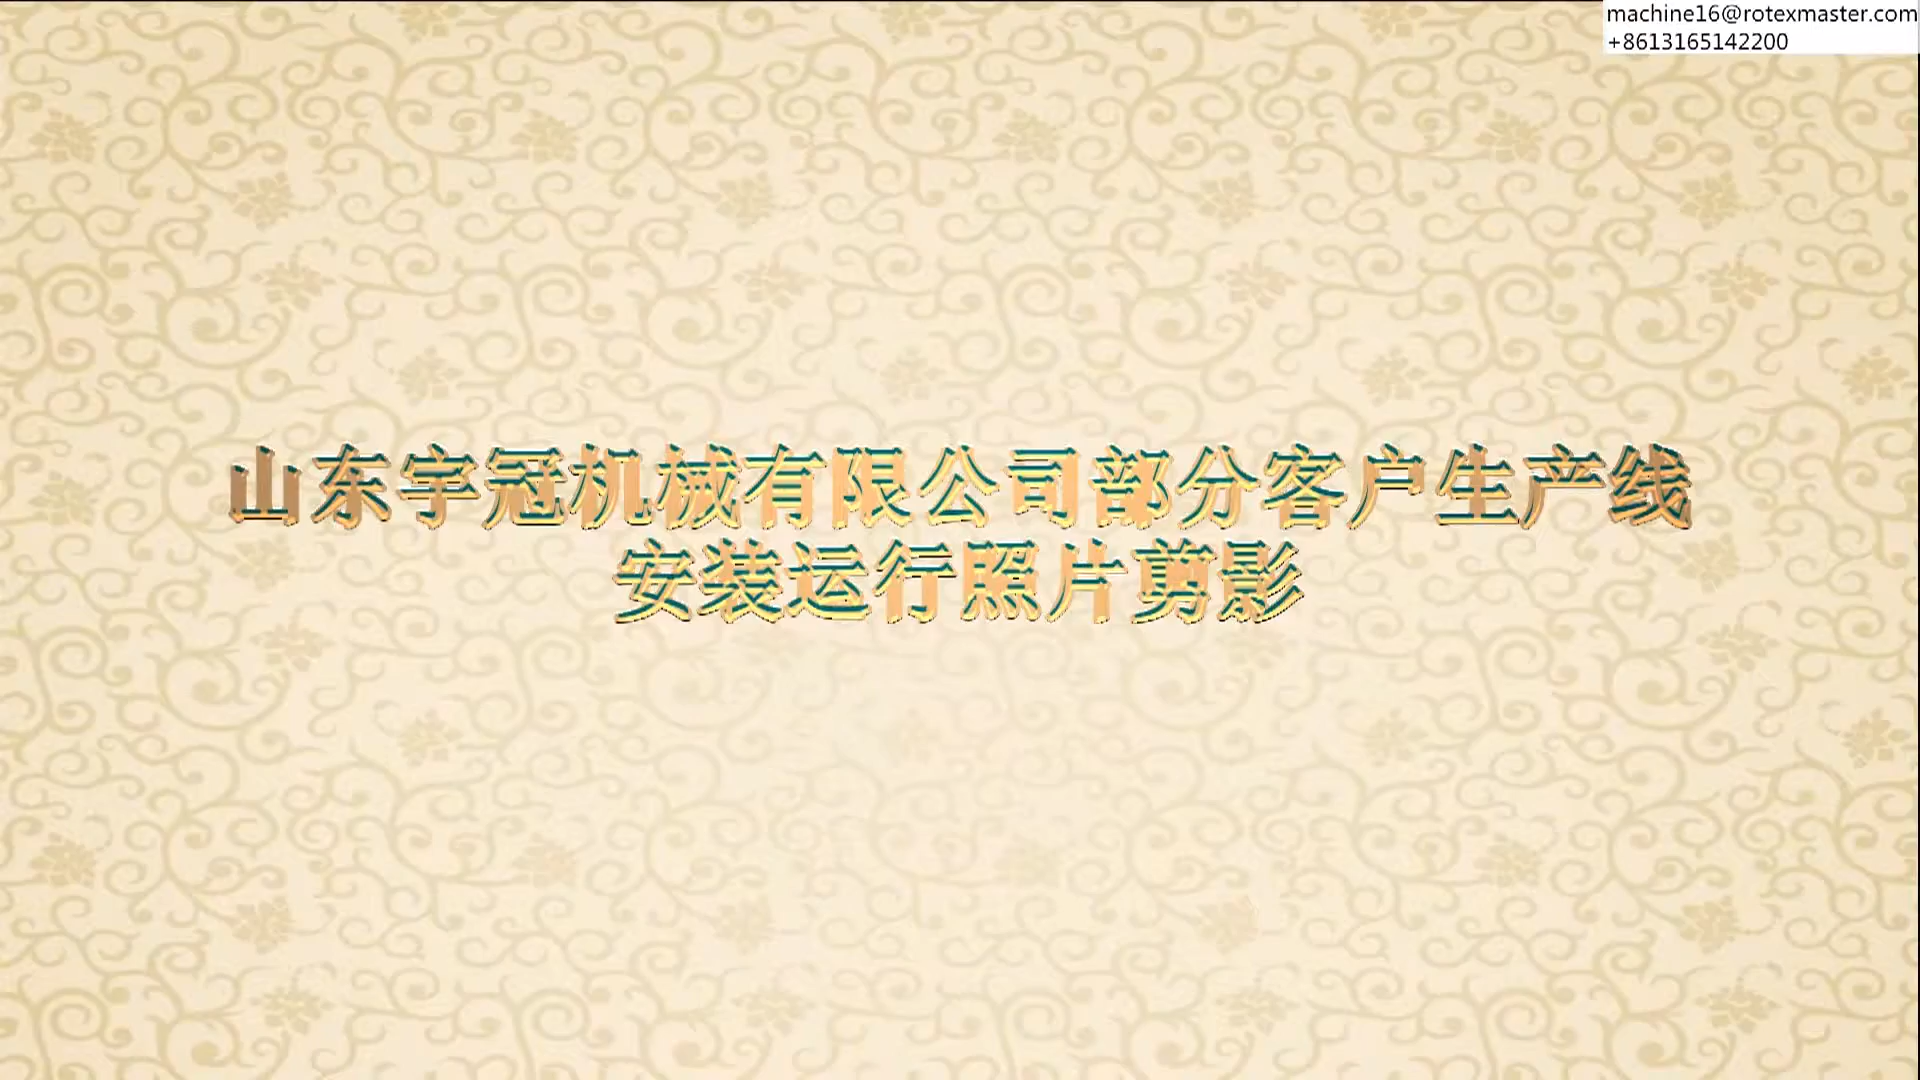 machine16@rotexmaster.com
+8613165142200
山东宇冠机械有限公司部分客户生产线
安装运行照片剪影